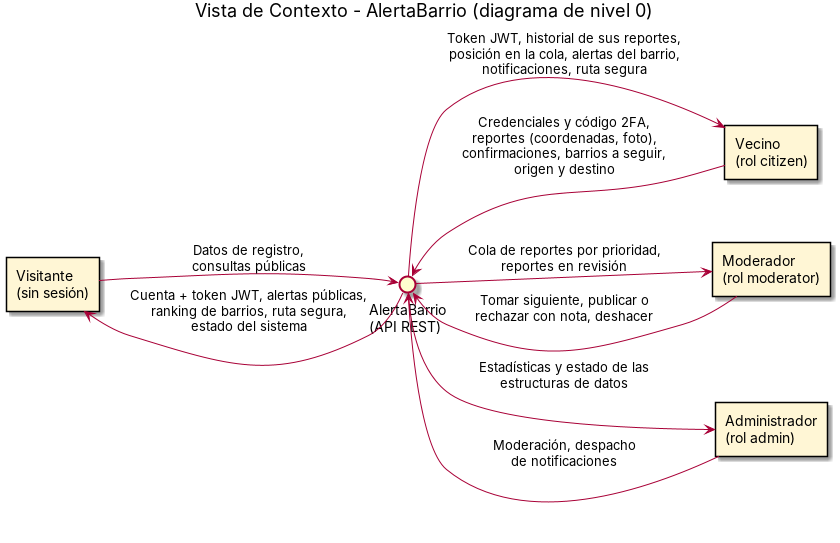 Vista de Contexto - AlertaBarrio (diagrama de nivel 0)
Token JWT, historial de sus reportes,
posición en la cola, alertas del barrio,
notificaciones, ruta segura
Credenciales y código 2FA,
reportes (coordenadas, foto),
confirmaciones, barrios a seguir,
origen y destino
Vecino
(rol citizen)
Visitante
(sin sesión)
Datos de registro,
consultas públicas
Cuenta + token JWT, alertas públicas,
ranking de barrios, ruta segura,
estado del sistema
AlertaBarrio
(API REST)
Cola de reportes por prioridad,
reportes en revisión
Tomar siguiente, publicar o
rechazar con nota, deshacer
Moderador
(rol moderator)
Estadísticas y estado de las
estructuras de datos
Moderación, despacho
de notificaciones
Administrador
(rol admin)